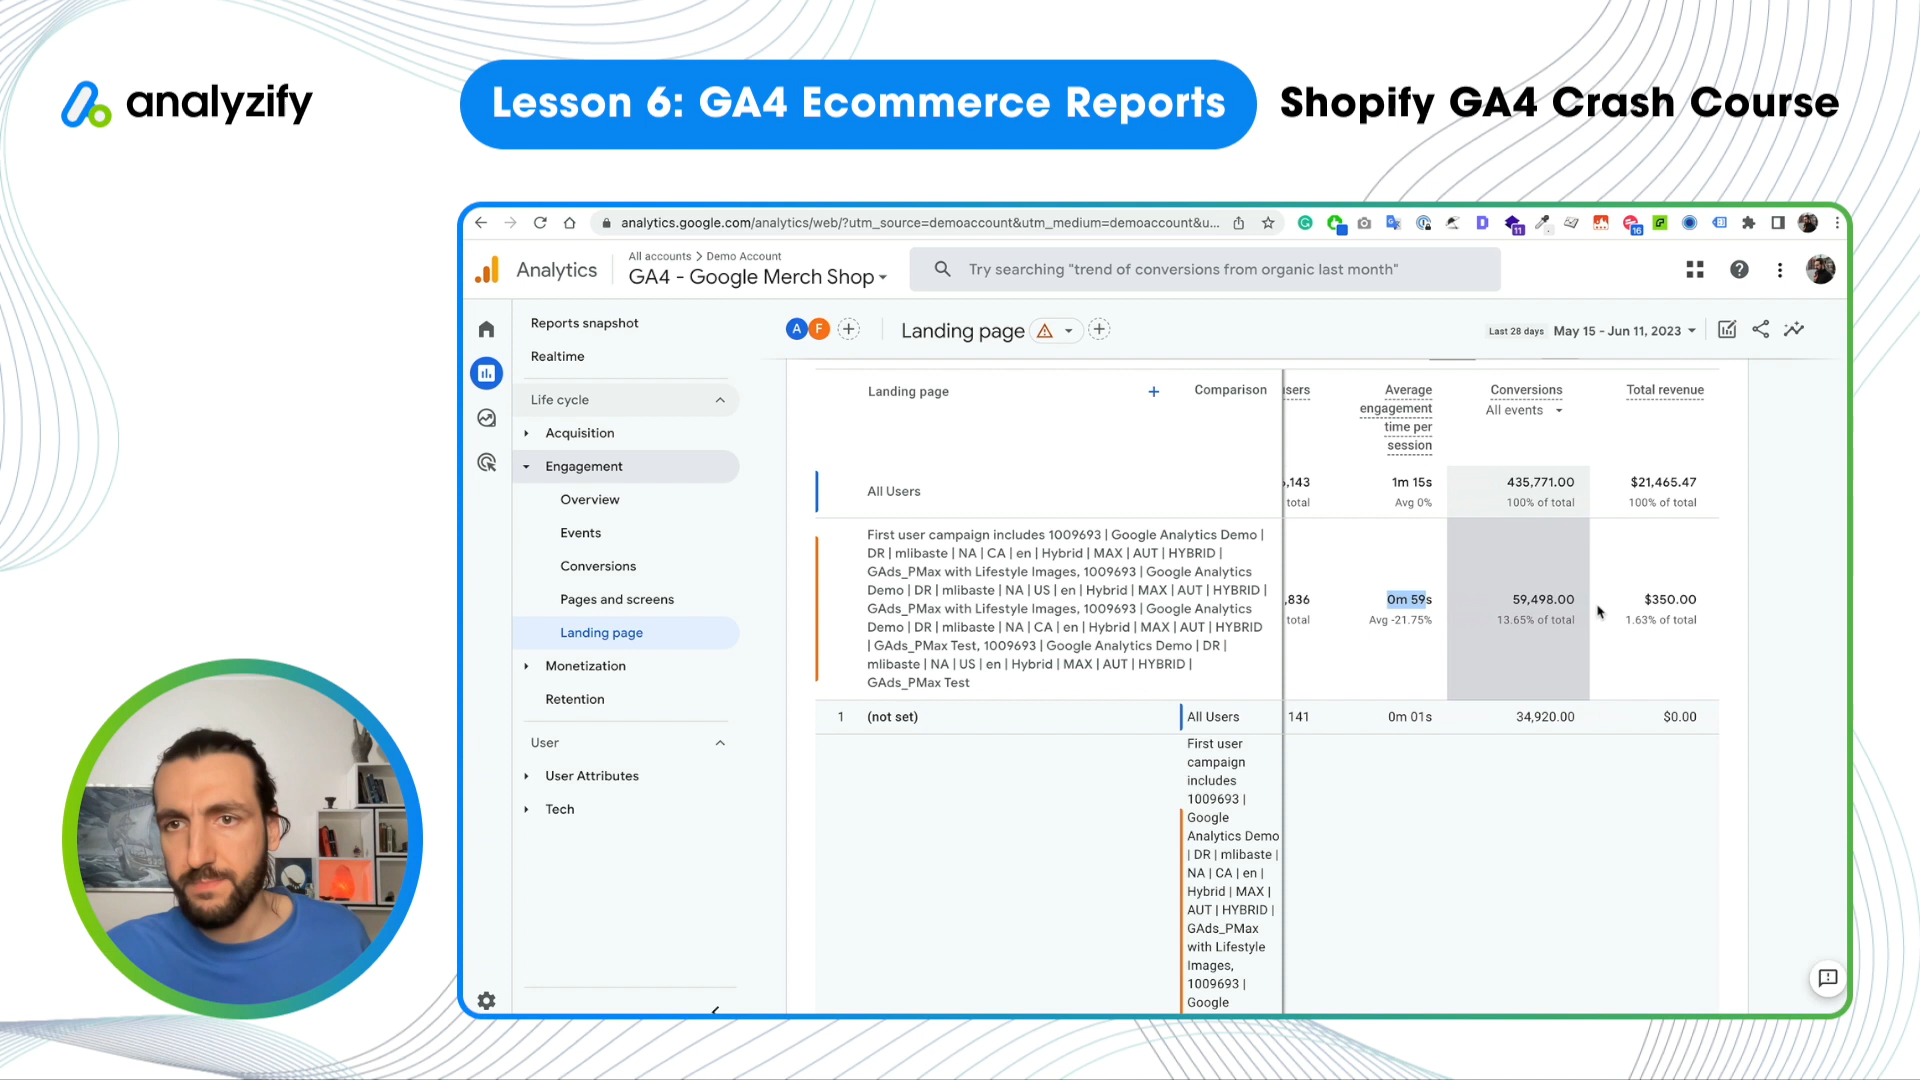 analyzify
Lesson 6: GA4 Ecommerce Reports
Shopify GA4 Crash Course
analytics.google.com/analytics/web/?utm_source=demoaccount&utm_medium=demoaccount&u...
11
16
Analytics
All accounts > Demo Account
GA4 - Google Merch Shop
Try searching "trend of conversions from organic last month"
Reports snapshot
Realtime
Life cycle
Acquisition
Engagement
Overview
Events
Conversions
Pages and screens
Landing page
Monetization
Retention
User
User Attributes
Tech
A F
Landing page
Last 28 days May 15 - Jun 11, 2023
Landing page
Comparison
Average
engagement
time per
session
Conversions
All events
Total revenue
All Users
,143
total
1m 15s
Avg 0%
435,771.00
100% of total
$21,465.47
100% of total
First user campaign includes 1009693 | Google Analytics Demo |
DR | mlibaste | NA | CA | en | Hybrid | MAX | AUT | HYBRID |
GAds_PMax with Lifestyle Images, 1009693 | Google Analytics
Demo | DR | mlibaste | NA | US | en | Hybrid | MAX | AUT | HYBRID |
GAds_PMax with Lifestyle Images, 1009693 | Google Analytics
Demo | DR | mlibaste | NA | CA | en | Hybrid | MAX | AUT | HYBRID
| GAds_PMax Test, 1009693 | Google Analytics Demo | DR |
mlibaste | NA | US | en | Hybrid | MAX | AUT | HYBRID |
GAds_PMax Test
,836
total
0m 59s
Avg -21.75%
59,498.00
13.65% of total
$350.00
1.63% of total
1 (not set) All Users 141 0m 01s 34,920.00 $0.00
First user
campaign
includes
1009693 |
Google
Analytics Demo
| DR | mlibaste |
NA | CA | en |
Hybrid | MAX |
AUT | HYBRID |
GAds_PMax
with Lifestyle
Images,
1009693 |
Google